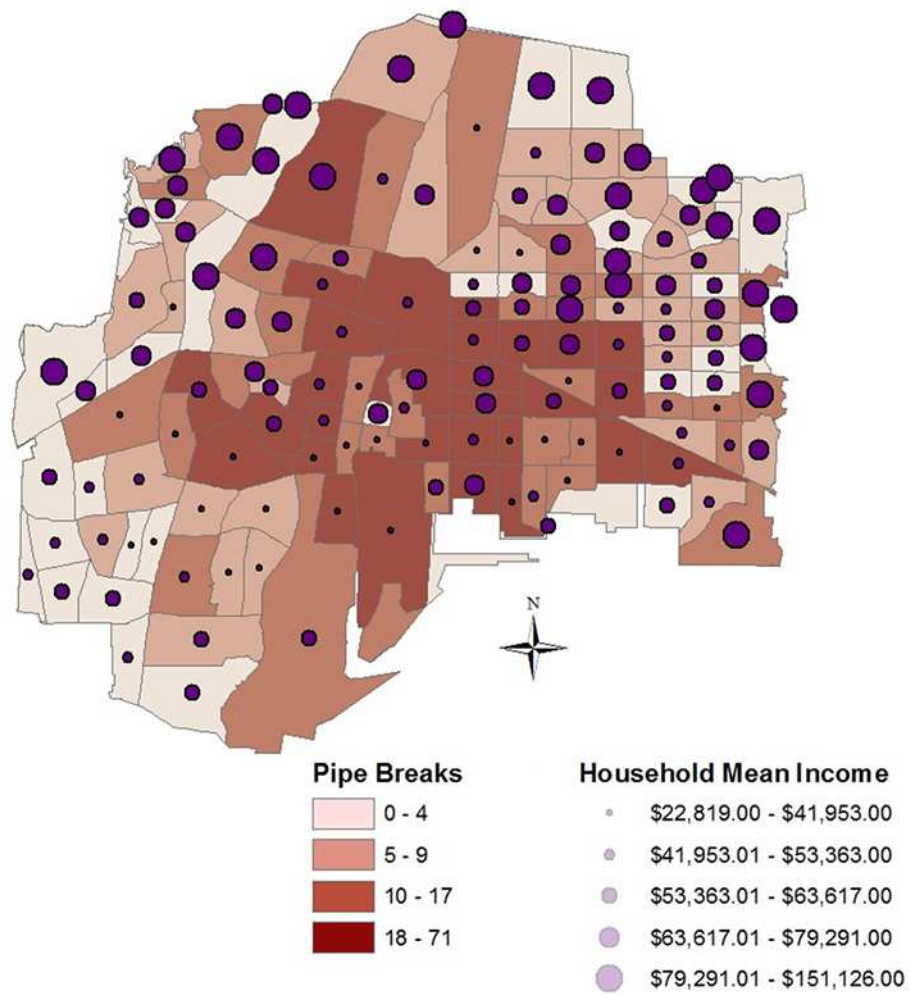 N
Pipe Breaks
0 - 4
5 - 9
10 - 17
18 - 71
Household Mean Income
$22,819.00 - $41,953.00
$41,953.01 - $53,363.00
$53,363.01 - $63,617.00
$63,617.01 - $79,291.00
$79,291.01 - $151,126.00